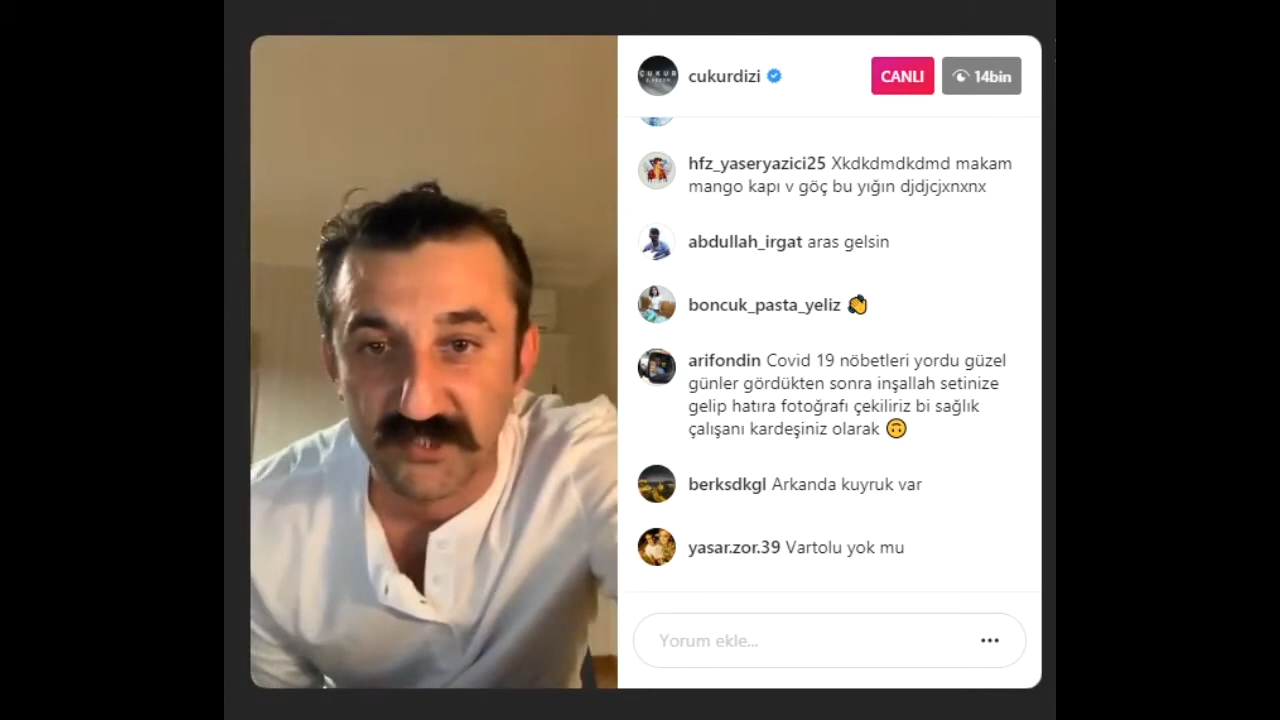 ÇUKUR
cukurdizi
CANLI
14bin
hfz_yaseryazici25 Xkdkdmdkdmd makam
mango kapı v göç bu yığın djdjcjxnxnx
abdullah_irgat aras gelsin
boncuk_pasta_yeliz 👏
arifondin Covid 19 nöbetleri yordu güzel
günler gördükten sonra inşallah setinize
gelip hatıra fotoğrafı çekiliriz bi sağlık
çalışanı kardeşiniz olarak 🙃
berksdkgl Arkanda kuyruk var
yasar.zor.39 Vartolu yok mu
Yorum ekle...